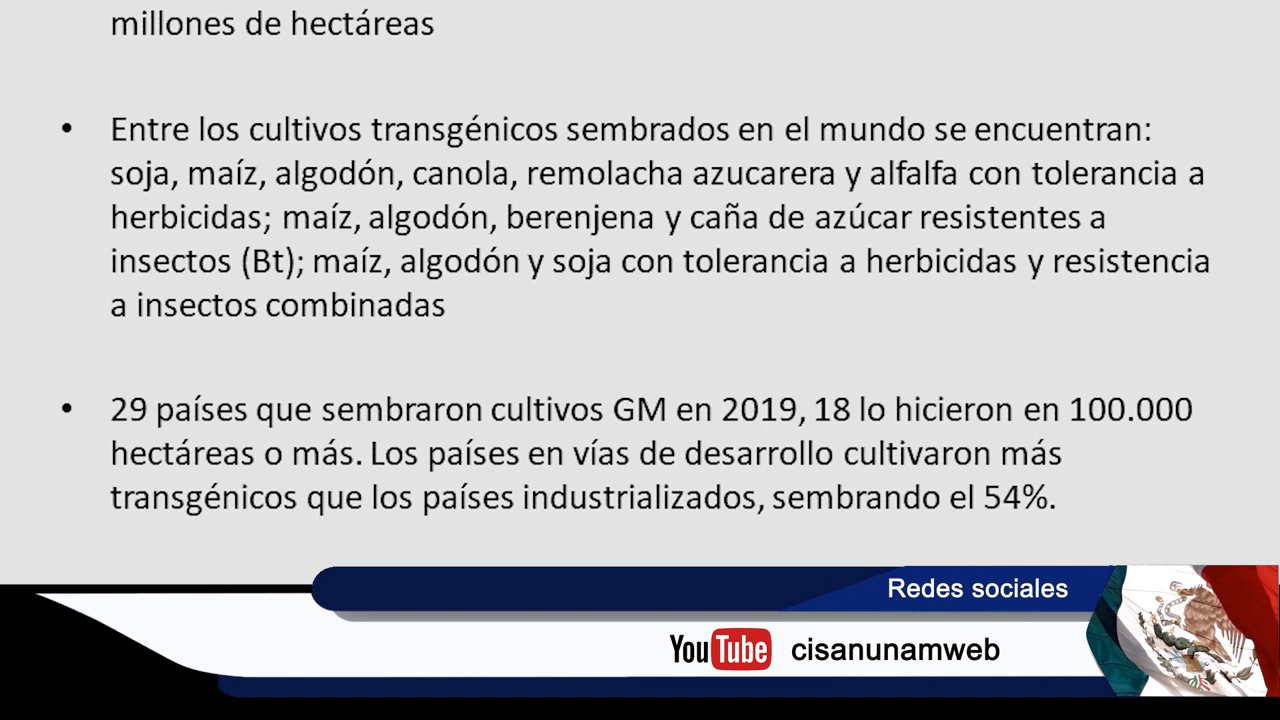 millones de hectáreas
• Entre los cultivos transgénicos sembrados en el mundo se encuentran:
soja, maíz, algodón, canola, remolacha azucarera y alfalfa con tolerancia a
herbicidas; maíz, algodón, berenjena y caña de azúcar resistentes a
insectos (Bt); maíz, algodón y soja con tolerancia a herbicidas y resistencia
a insectos combinadas
• 29 países que sembraron cultivos GM en 2019, 18 lo hicieron en 100.000
hectáreas o más. Los países en vías de desarrollo cultivaron más
transgénicos que los países industrializados, sembrando el 54%.
Redes sociales
YouTube cisanunamweb